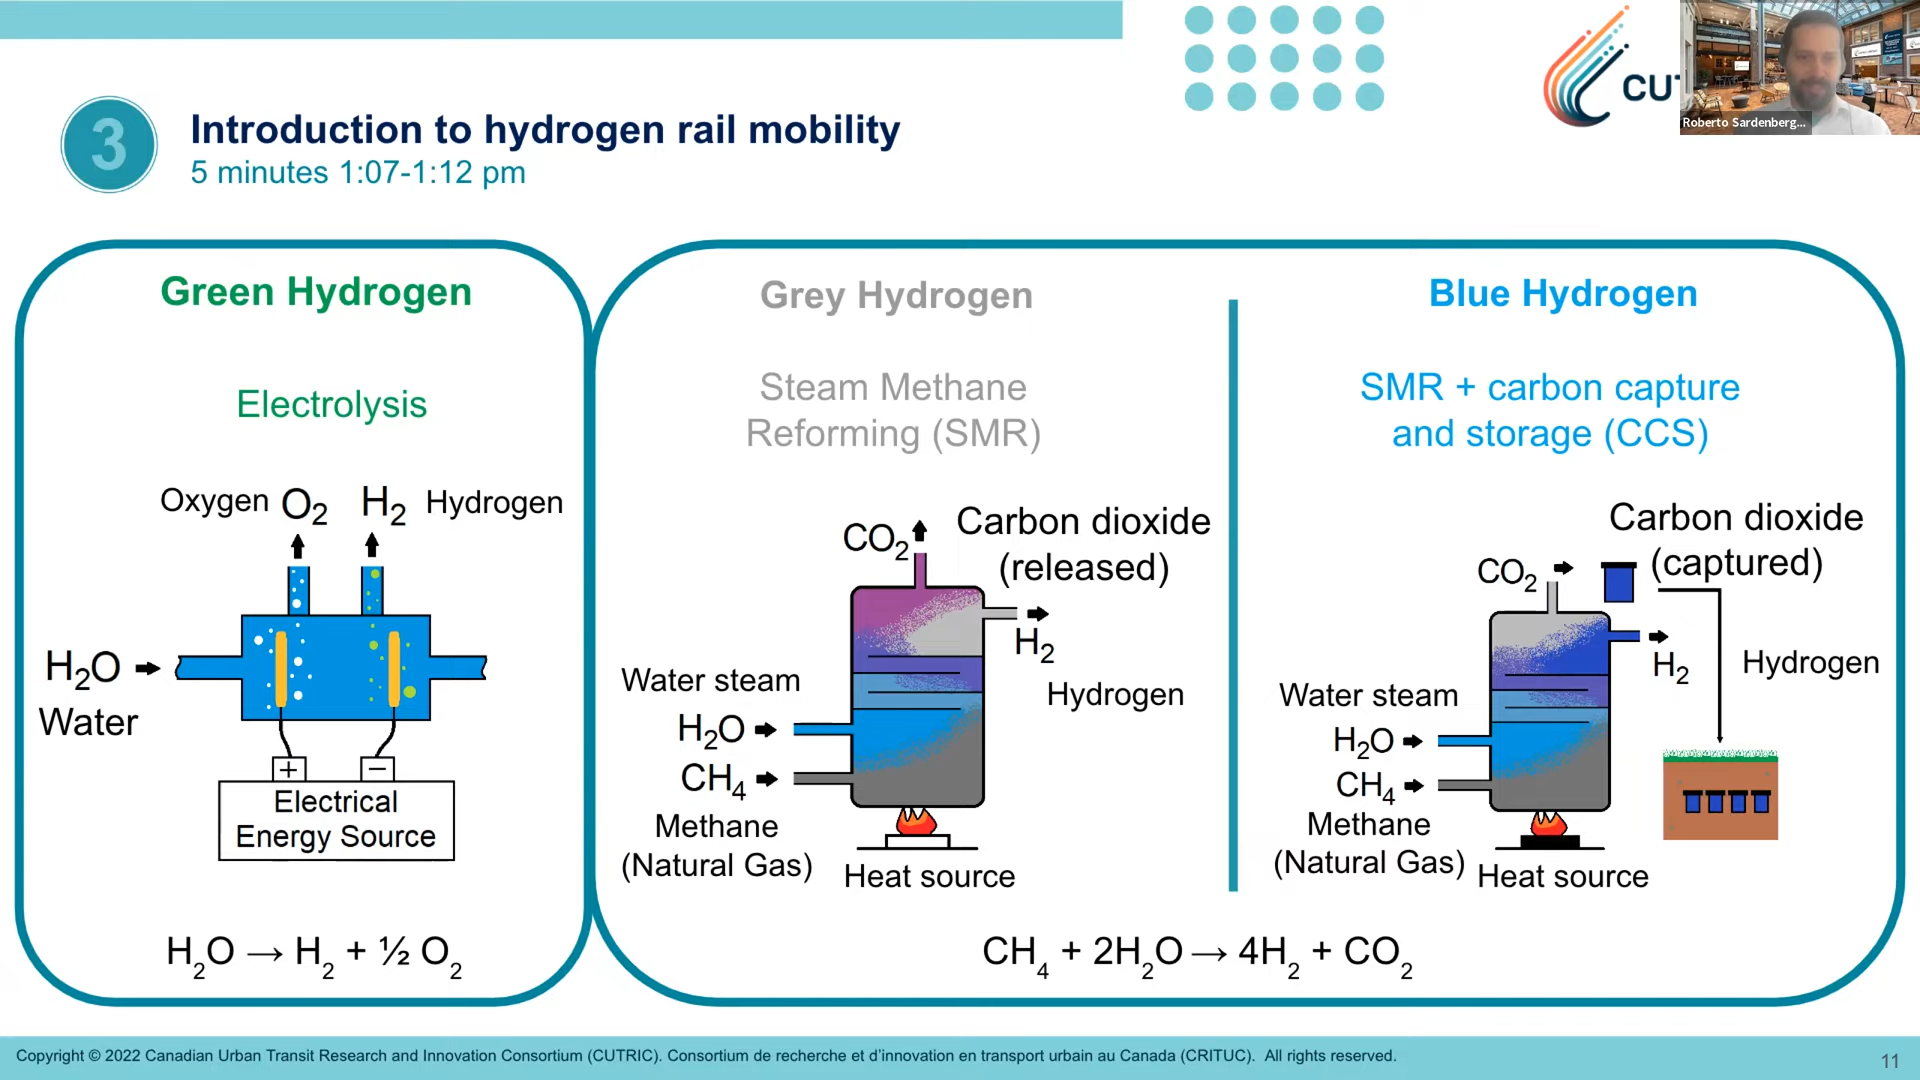 CUT
Roberto Sardenberg...
3
Introduction to hydrogen rail mobility
5 minutes 1:07-1:12 pm
Green Hydrogen
Electrolysis
Oxygen O2 H2 Hydrogen
H2O
Water
+ −
Electrical
Energy Source
H2O → H2 + ½ O2
Grey Hydrogen
Steam Methane
Reforming (SMR)
CO2 Carbon dioxide
(released)
H2
Hydrogen
Water steam
H2O
CH4
Methane
(Natural Gas)
Heat source
Blue Hydrogen
SMR + carbon capture
and storage (CCS)
Carbon dioxide
(captured)
CO2
H2
Hydrogen
Water steam
H2O
CH4
Methane
(Natural Gas)
Heat source
CH4 + 2H2O → 4H2 + CO2
Copyright © 2022 Canadian Urban Transit Research and Innovation Consortium (CUTRIC). Consortium de recherche et d’innovation en transport urbain au Canada (CRITUC). All rights reserved.
11